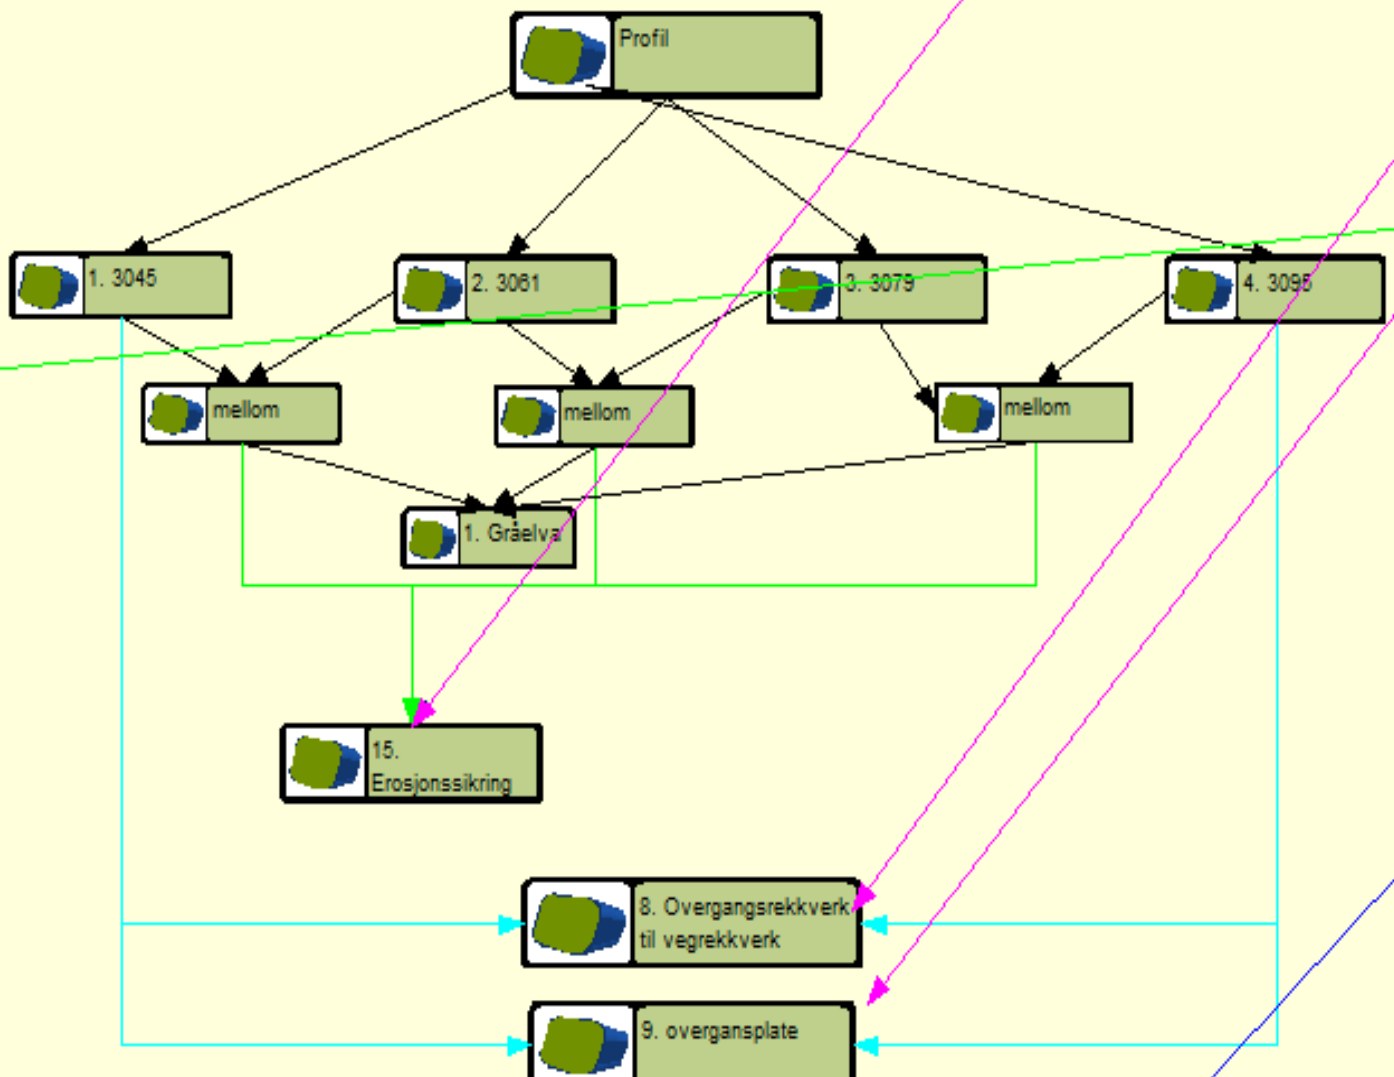 Profil
1. 3045
2. 3061
3. 3079
4. 3095
mellom
mellom
mellom
1. Gråelva
15.
Erosjonssikring
8. Overgangsrekkverk
til vegrekkverk
9. overgansplate